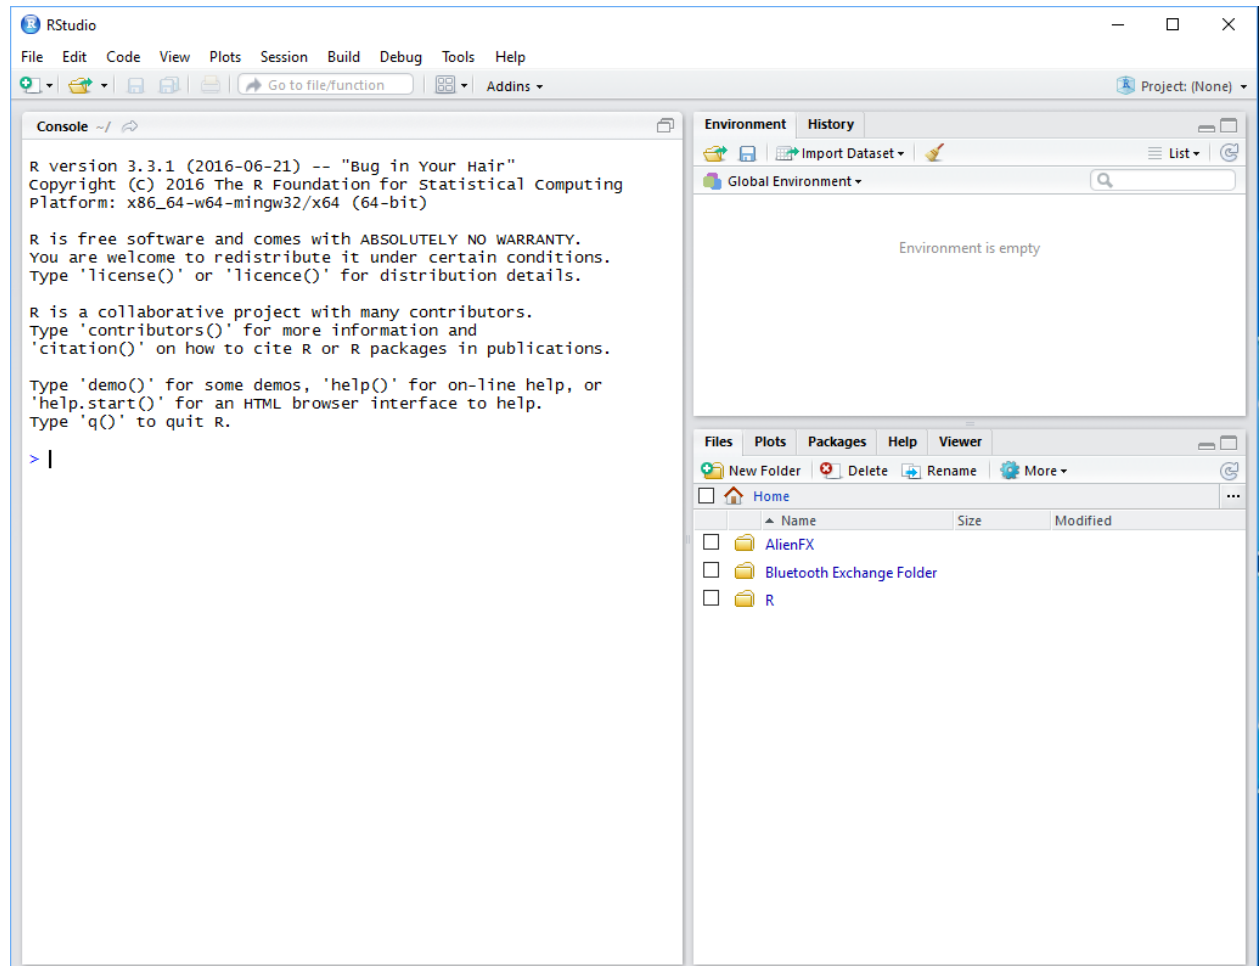 RStudio
File Edit Code View Plots Session Build Debug Tools Help
Go to file/function Addins Project: (None)
Console ~/
R version 3.3.1 (2016-06-21) -- "Bug in Your Hair"
Copyright (C) 2016 The R Foundation for Statistical Computing
Platform: x86_64-w64-mingw32/x64 (64-bit)
R is free software and comes with ABSOLUTELY NO WARRANTY.
You are welcome to redistribute it under certain conditions.
Type 'license()' or 'licence()' for distribution details.
R is a collaborative project with many contributors.
Type 'contributors()' for more information and
'citation()' on how to cite R or R packages in publications.
Type 'demo()' for some demos, 'help()' for on-line help, or
'help.start()' for an HTML browser interface to help.
Type 'q()' to quit R.
>
Environment History
Import Dataset List
Global Environment
Environment is empty
Files Plots Packages Help Viewer
New Folder Delete Rename More
Home ...
Name Size Modified
AlienFX
Bluetooth Exchange Folder
R